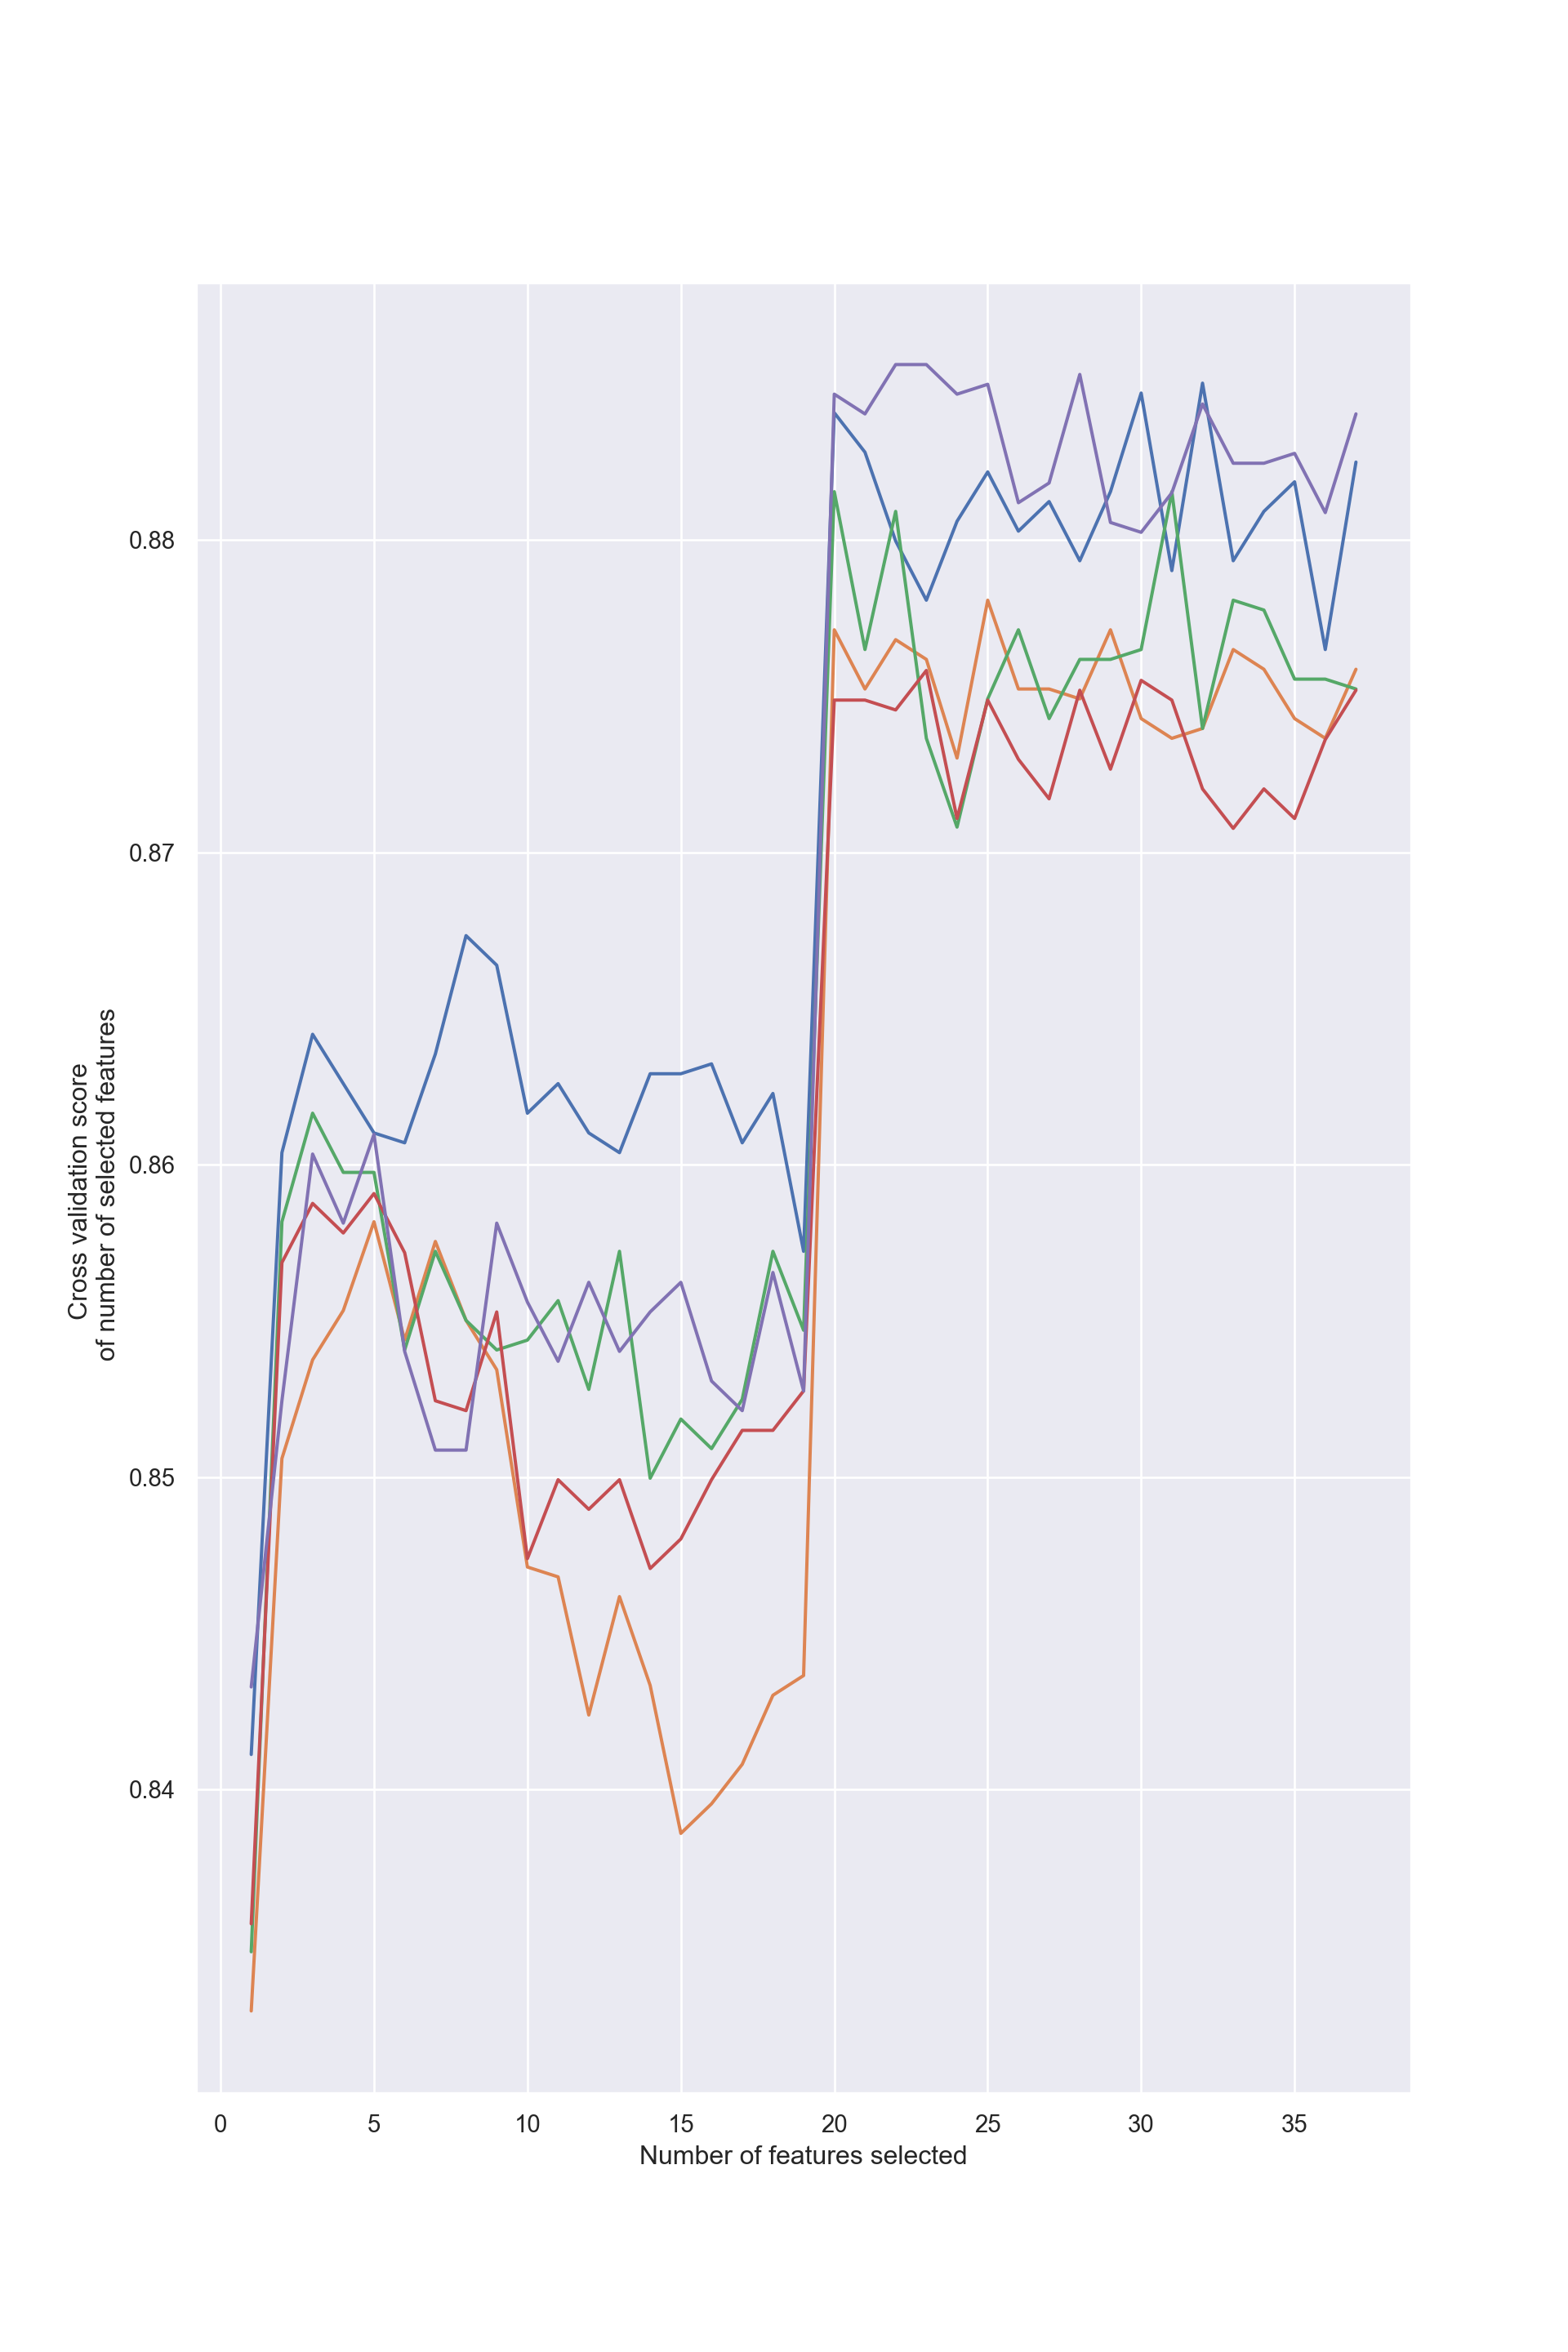 0.88
0.87
0.86
0.85
0.84
Cross validation score
of number of selected features
0 5 10 15 20 25 30 35
Number of features selected